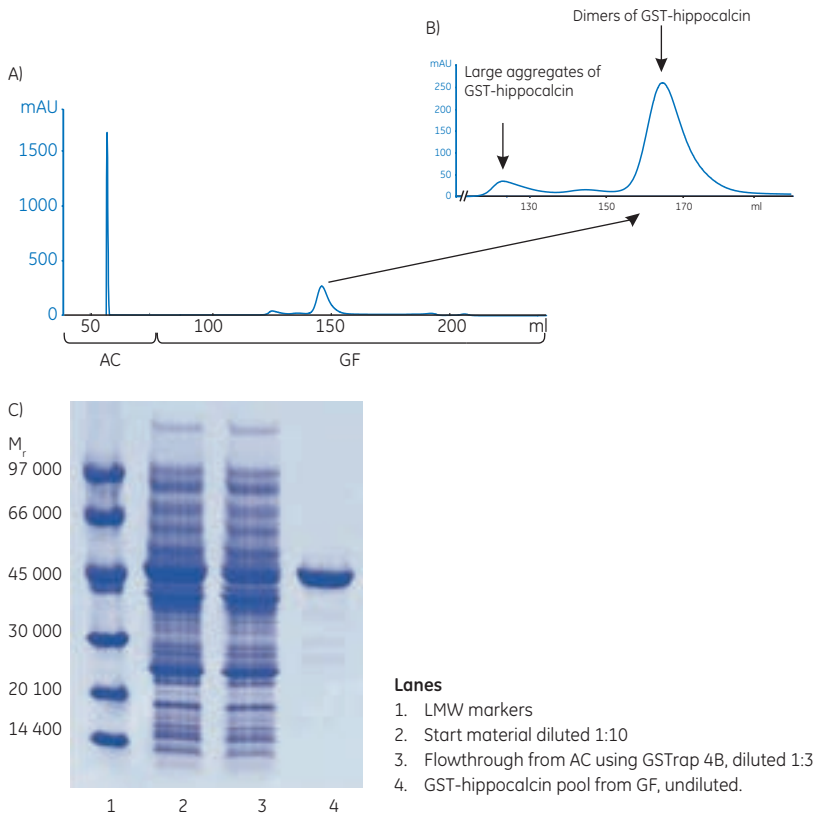 A)
mAU
1500
1000
500
0
50
100
150
200
ml
AC
GF
B)
Dimers of GST-hippocalcin
Large aggregates of
GST-hippocalcin
mAU
250
200
150
100
50
0
130
150
170
ml
C)
Mr
97 000
66 000
45 000
30 000
20 100
14 400
1
2
3
4
Lanes
1. LMW markers
2. Start material diluted 1:10
3. Flowthrough from AC using GSTrap 4B, diluted 1:3
4. GST-hippocalcin pool from GF, undiluted.